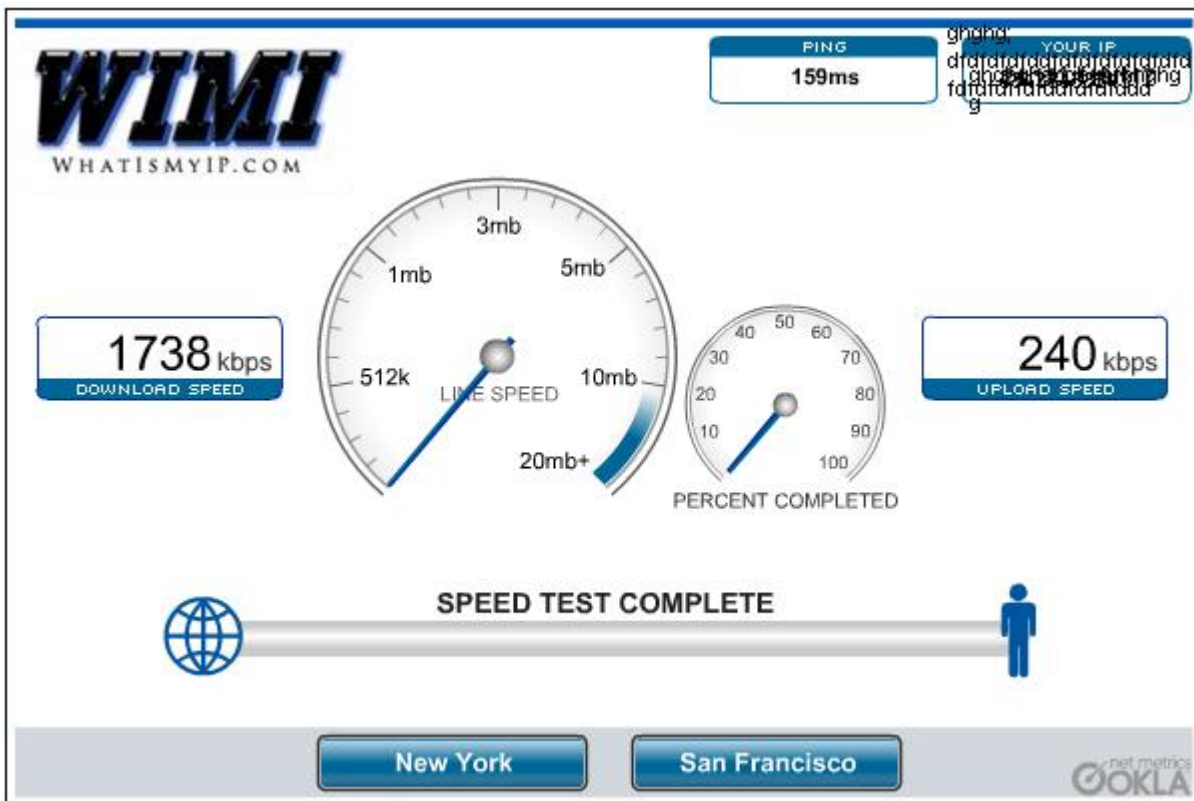 WIMI
WHATISMYIP.COM
PING
159ms
ghghg;
YOUR IP
3mb
1mb
5mb
512k
10mb
LINE SPEED
20mb+
1738 kbps
DOWNLOAD SPEED
50
40
60
30
70
20
80
10
90
100
PERCENT COMPLETED
240 kbps
UPLOAD SPEED
SPEED TEST COMPLETE
New York
San Francisco
net metrics
OOKLA